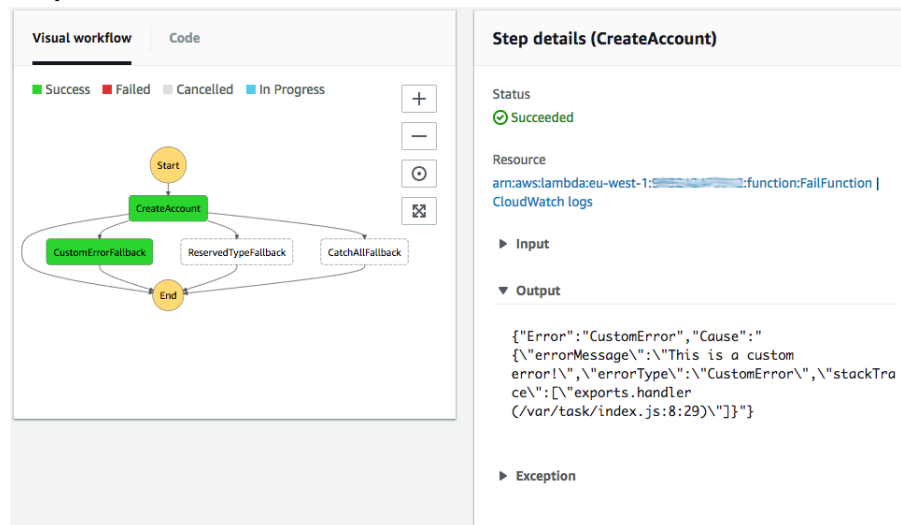 Visual workflow Code
Success Failed Cancelled In Progress
Start
CreateAccount
CustomErrorFallback ReservedTypeFallback CatchAllFallback
End
Step details (CreateAccount)
Status
Succeeded
Resource
arn:aws:lambda:eu-west-1: :function:FailFunction |
CloudWatch logs
Input
Output
{"Error":"CustomError","Cause":"
{\"errorMessage\":\"This is a custom
error!\",\"errorType\":\"CustomError\",\"stackTra
ce\":[\"exports.handler
(/var/task/index.js:8:29)\"]}"}
Exception